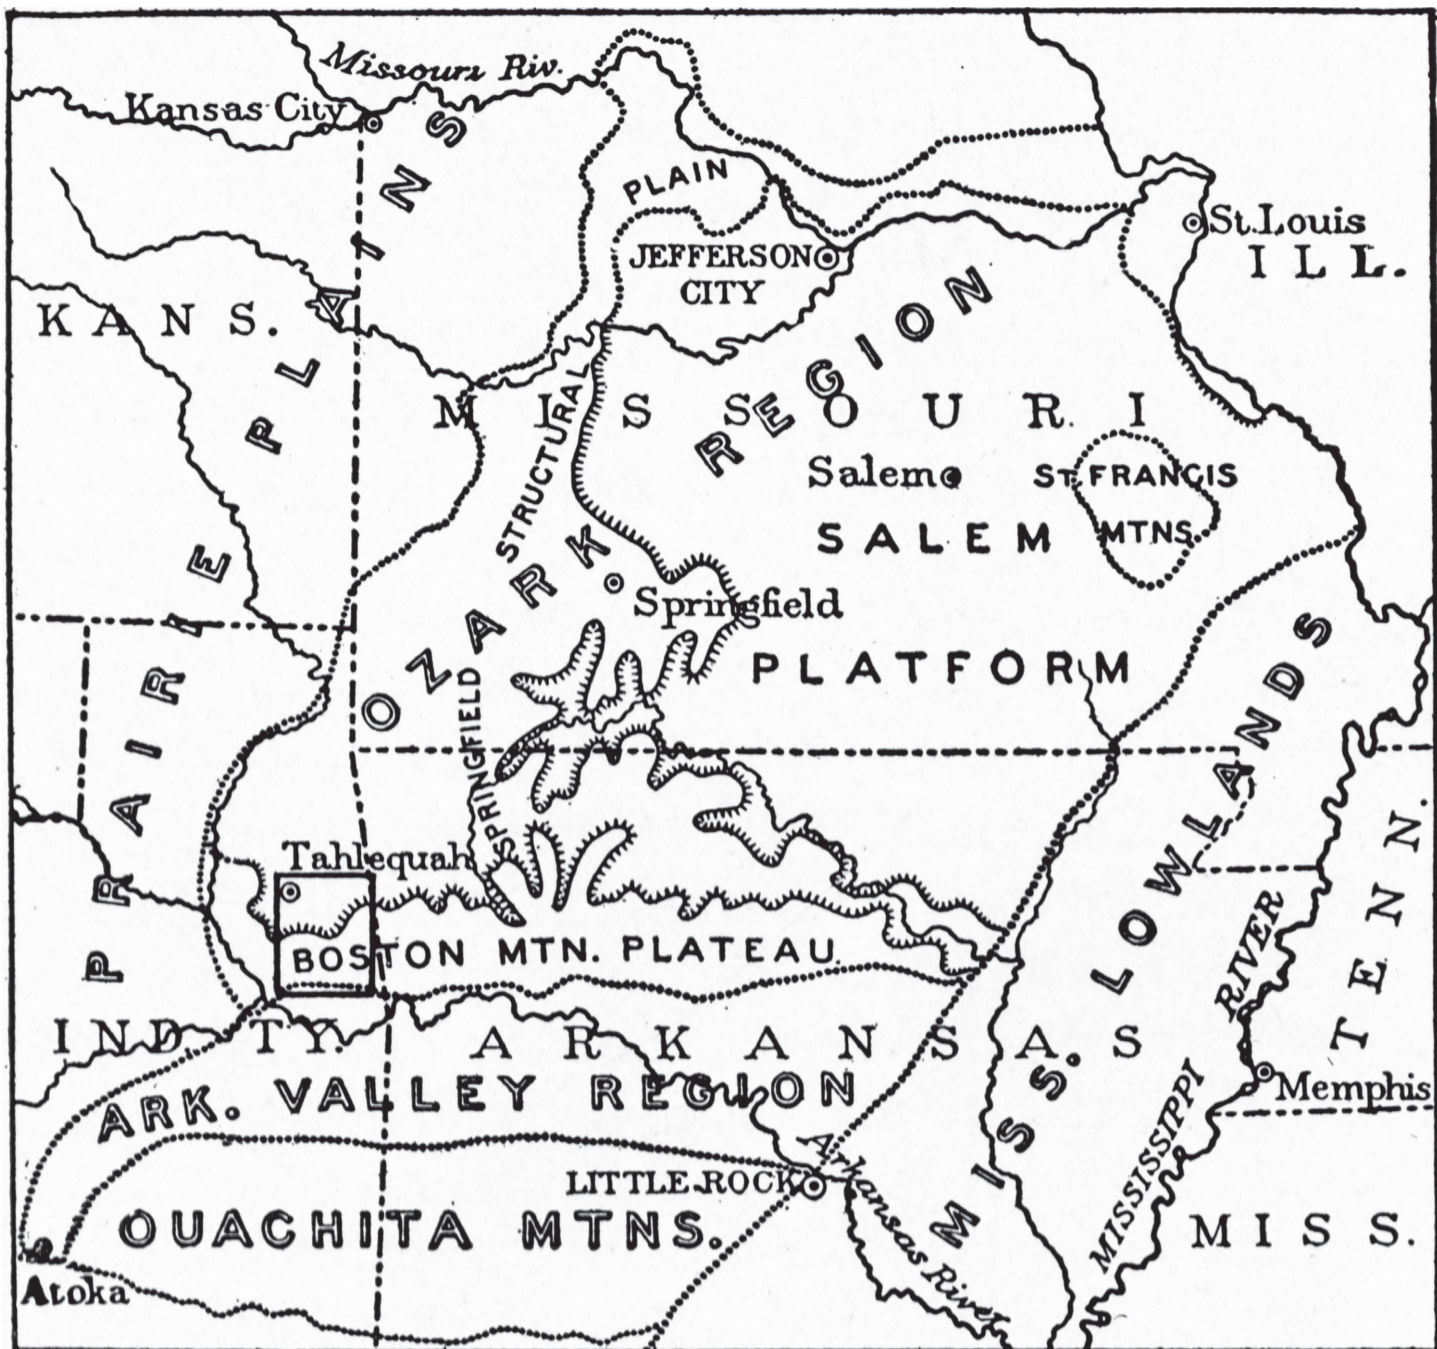 Missouri Riv.
Kansas City
PLAIN
St. Louis
ILL.
JEFFERSON
CITY
KANS.
PRAIRIE PLAINS
MISSOURI
OZARK REGION
Salem
ST. FRANCIS
MTNS
SALEM
PLATFORM
SPRINGFIELD STRUCTURAL
Springfield
Tahlequah
BOSTON MTN. PLATEAU.
IND. TY.
ARKANSAS
ARK. VALLEY REGION
MISS. LOWLANDS
MISSISSIPPI RIVER
TENN.
Memphis
LITTLE ROCK
Arkansas River
OUACHITA MTNS.
MISS.
Atoka